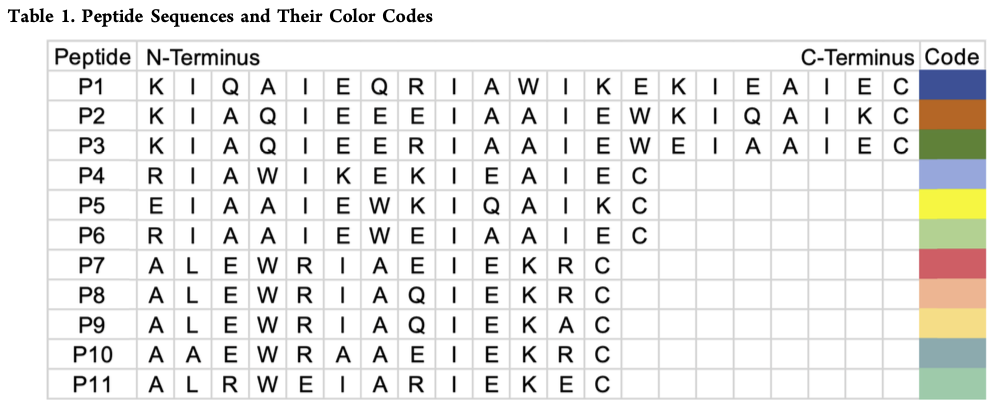 Table 1. Peptide Sequences and Their Color Codes
Peptide N-Terminus C-Terminus Code
P1 K I Q A I E Q R I A W I K E K I E A I E C
P2 K I A Q I E E E I A A I E W K I Q A I K C
P3 K I A Q I E E R I A A I E W E I A A I E C
P4 R I A W I K E K I E A I E C
P5 E I A A I E W K I Q A I K C
P6 R I A A I E W E I A A I E C
P7 A L E W R I A E I E K R C
P8 A L E W R I A Q I E K R C
P9 A L E W R I A Q I E K A C
P10 A A E W R A A E I E K R C
P11 A L R W E I A R I E K E C